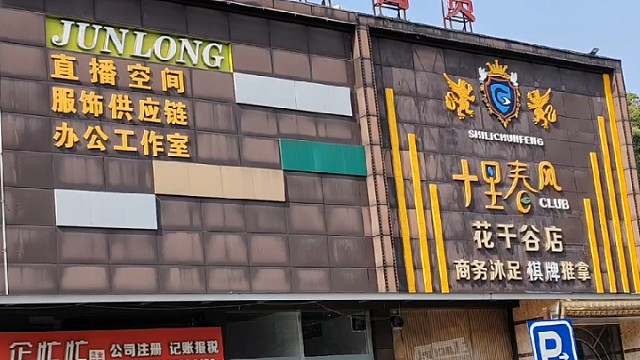 JUNLONG
直播空间
服饰供应链
办公工作室
SHILICHUNFENG
十里春风
CLUB
花千谷店
商务沐足 棋牌雅拿
公司注册 记账报税
P